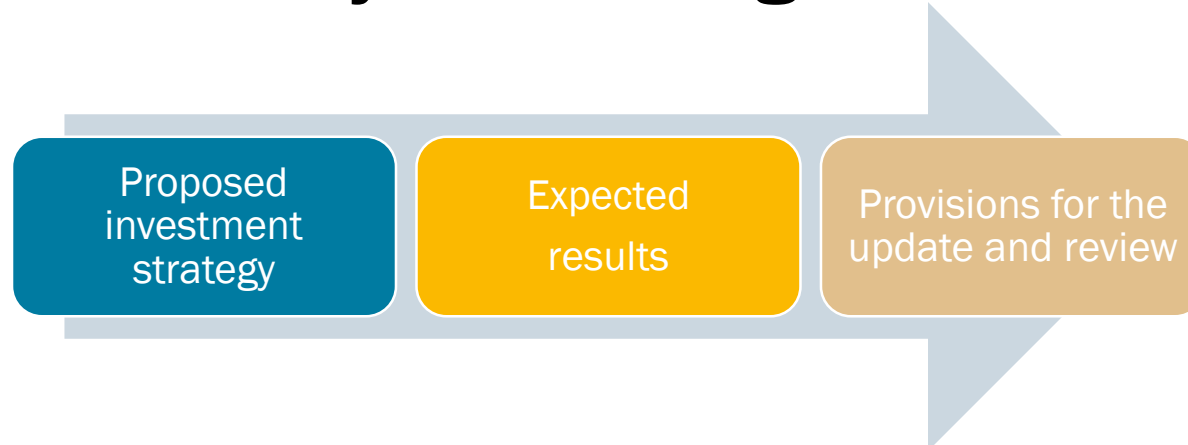 Proposed
investment
strategy
Expected
results
Provisions for the
update and review